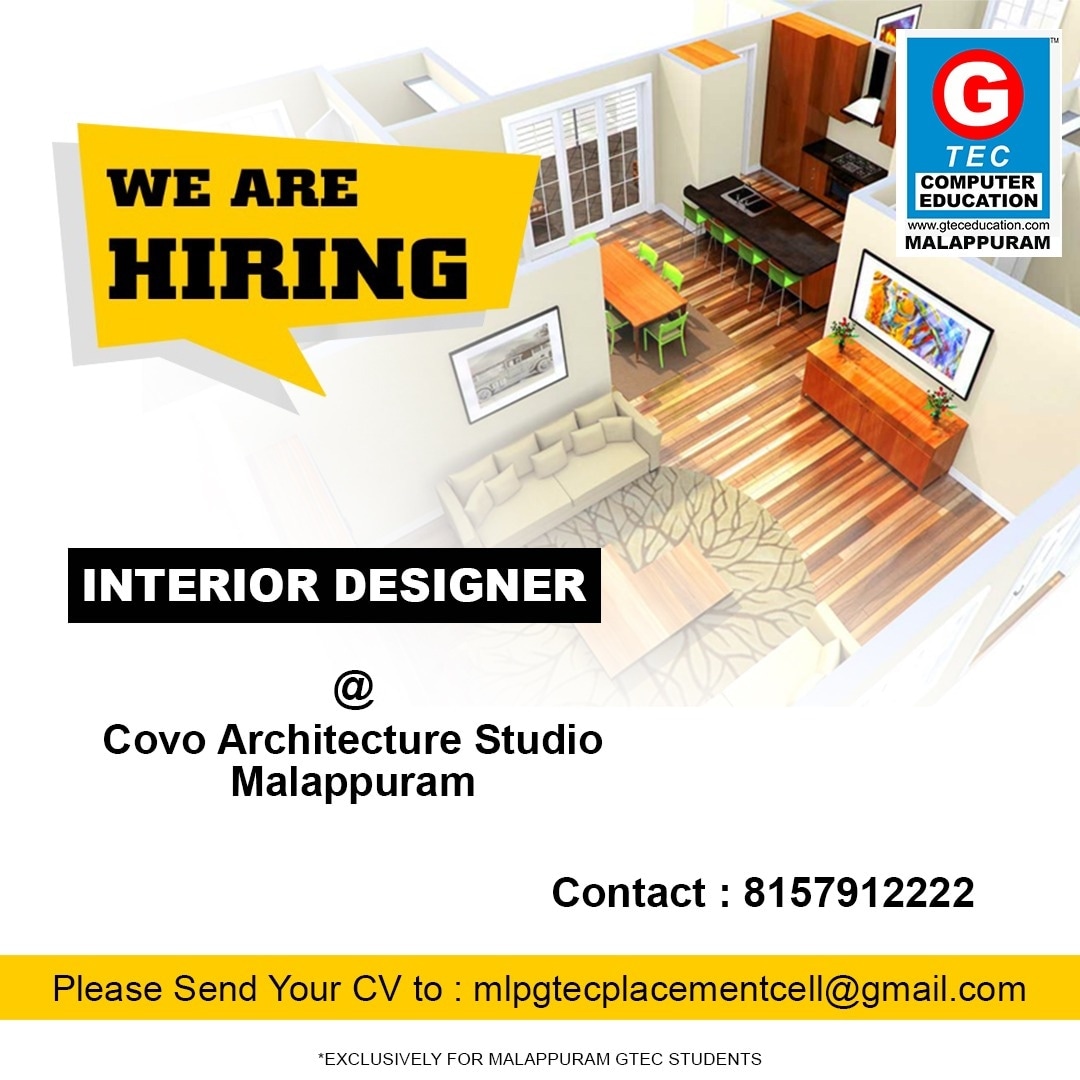 WE ARE
HIRING
G
TEC
COMPUTER
EDUCATION
www.gteceducation.com
MALAPPURAM
TM
INTERIOR DESIGNER
@
Covo Architecture Studio
Malappuram
Contact : 8157912222
Please Send Your CV to : mlpgtecplacementcell@gmail.com
*EXCLUSIVELY FOR MALAPPURAM GTEC STUDENTS